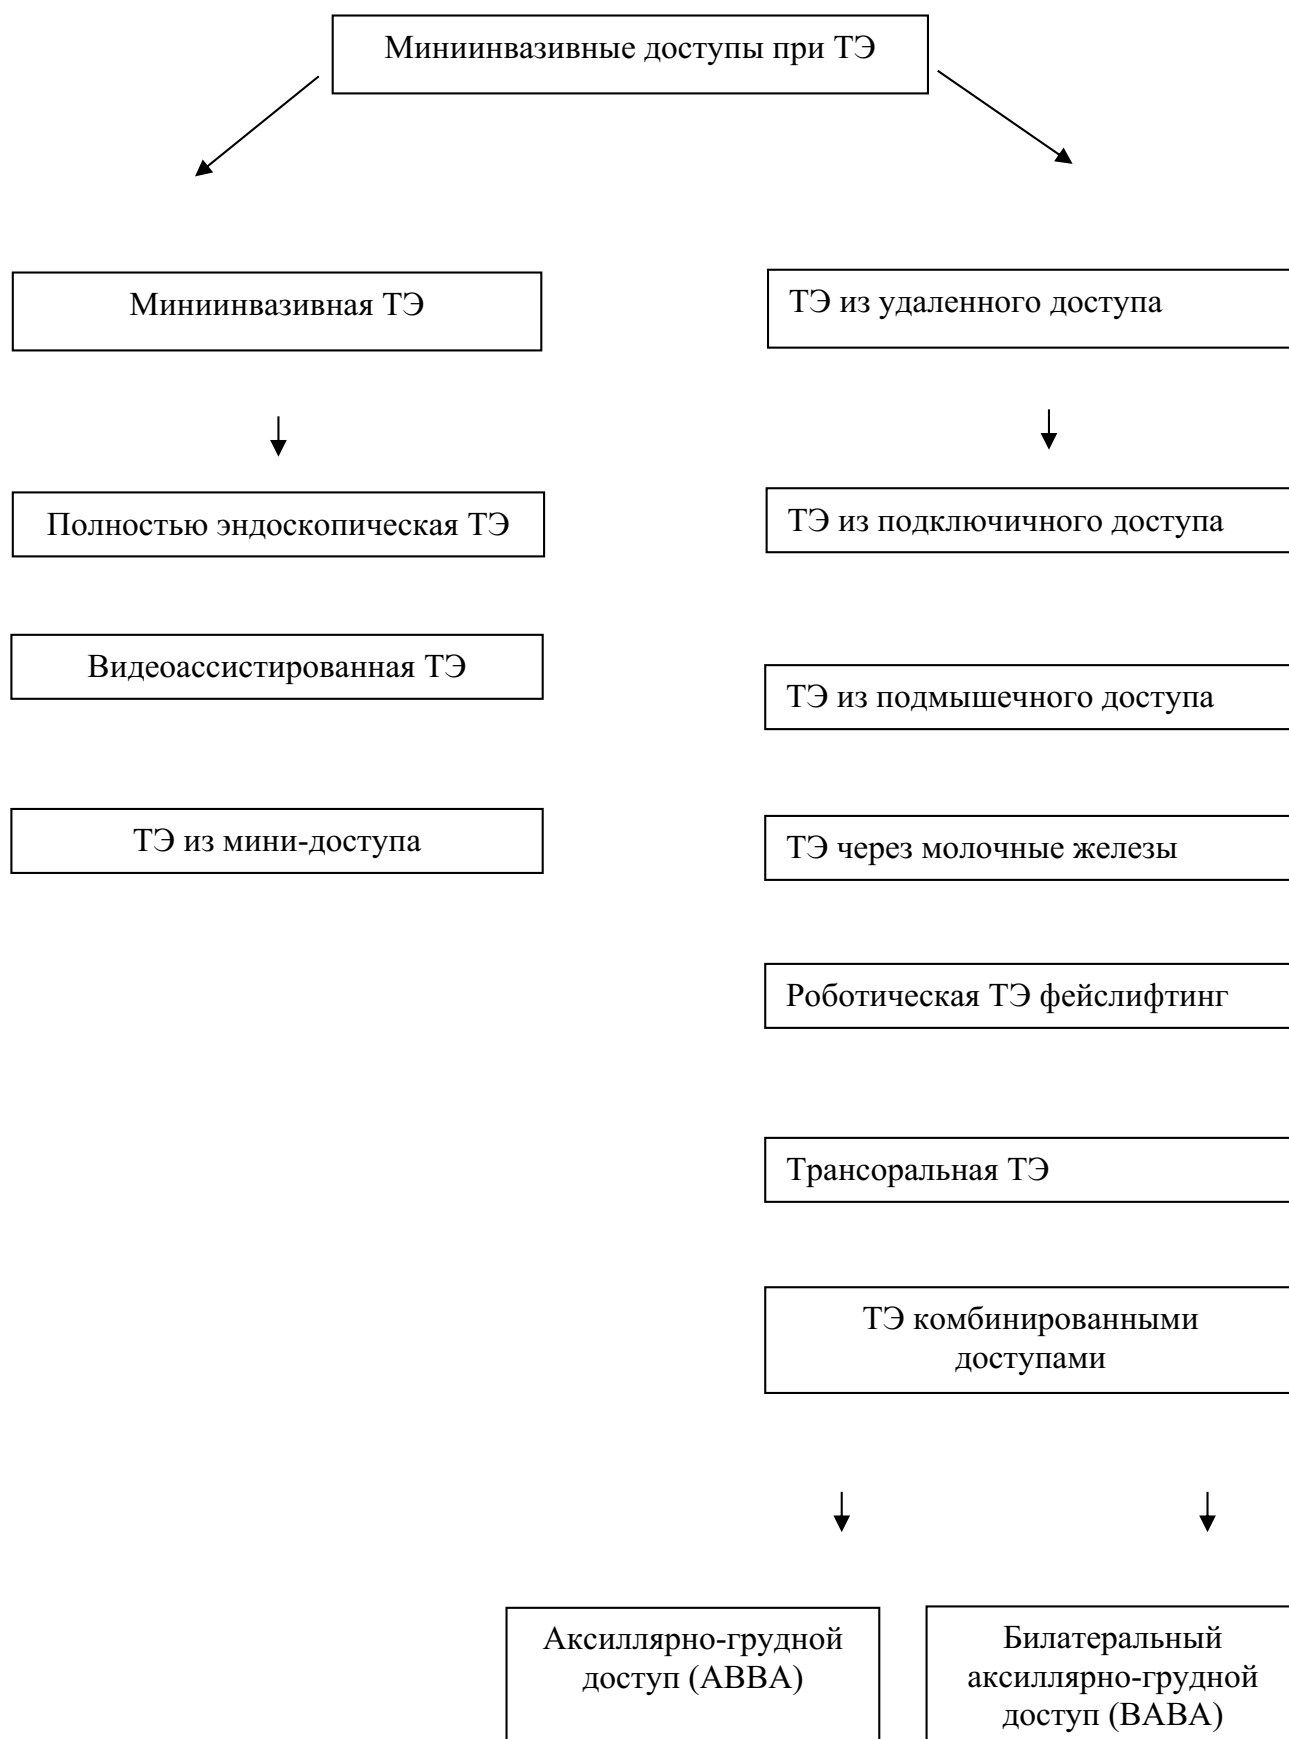 Миниинвазивные доступы при ТЭ
Миниинвазивная ТЭ
ТЭ из удаленного доступа
Полностью эндоскопическая ТЭ
ТЭ из подключичного доступа
Видеоассистированная ТЭ
ТЭ из подмышечного доступа
ТЭ из мини-доступа
ТЭ через молочные железы
Роботическая ТЭ фейслифтинг
Трансоральная ТЭ
ТЭ комбинированными
доступами
Аксиллярно-грудной
доступ (АВВА)
Билатеральный
аксиллярно-грудной
доступ (ВАВА)